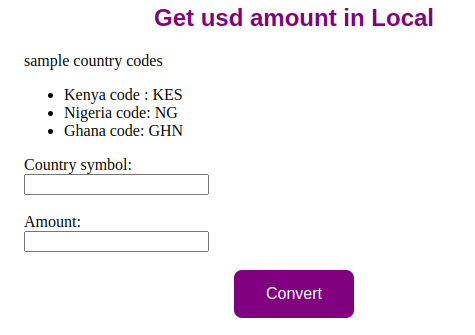 Get usd amount in Local
sample country codes
Kenya code : KES
Nigeria code: NG
Ghana code: GHN
Country symbol:
Amount:
Convert